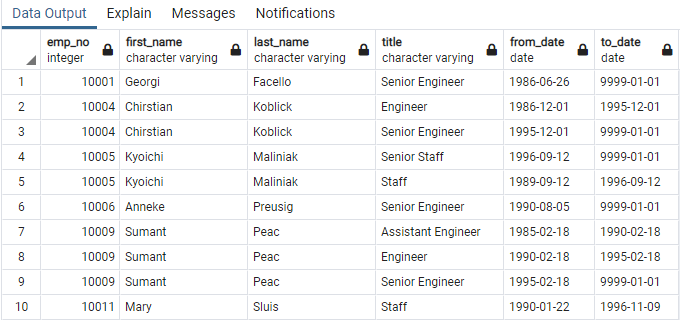 Data Output Explain Messages Notifications
emp_no first_name last_name title from_date to_date
integer character varying character varying character varying date date
1 10001 Georgi Facello Senior Engineer 1986-06-26 9999-01-01
2 10004 Chirstian Koblick Engineer 1986-12-01 1995-12-01
3 10004 Chirstian Koblick Senior Engineer 1995-12-01 9999-01-01
4 10005 Kyoichi Maliniak Senior Staff 1996-09-12 9999-01-01
5 10005 Kyoichi Maliniak Staff 1989-09-12 1996-09-12
6 10006 Anneke Preusig Senior Engineer 1990-08-05 9999-01-01
7 10009 Sumant Peac Assistant Engineer 1985-02-18 1990-02-18
8 10009 Sumant Peac Engineer 1990-02-18 1995-02-18
9 10009 Sumant Peac Senior Engineer 1995-02-18 9999-01-01
10 10011 Mary Sluis Staff 1990-01-22 1996-11-09